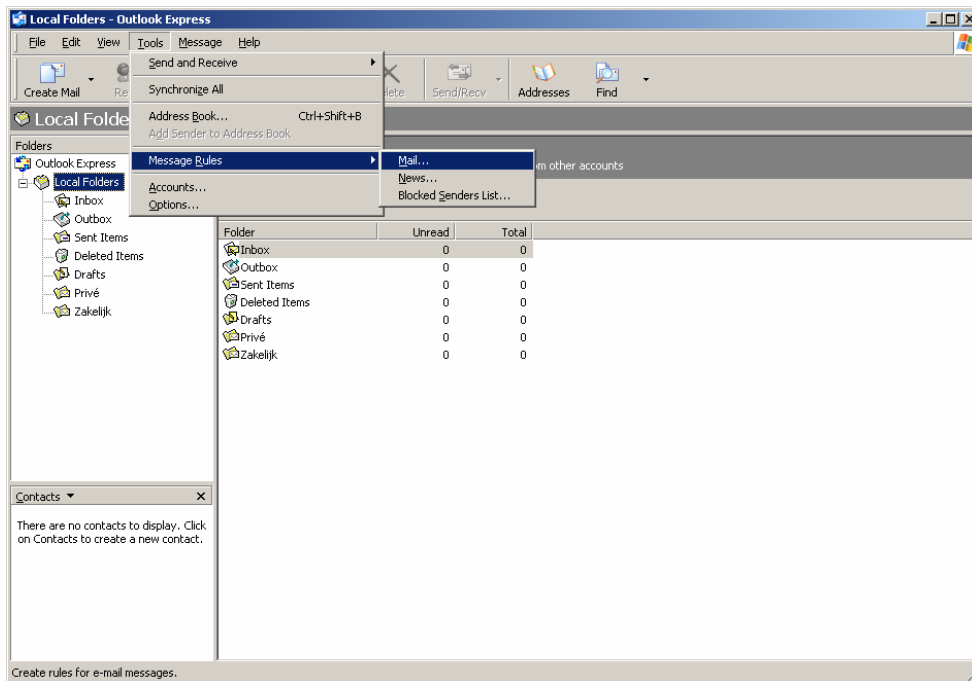 Local Folders - Outlook Express
File Edit View Tools Message Help
Create Mail Send/Recv Addresses Find
Send and Receive
Synchronize All
Address Book... Ctrl+Shift+B
Add Sender to Address Book
Message Rules
Accounts...
Options...
Mail...
News...
Blocked Senders List...
Local Folde
om other accounts
Folders
Outlook Express
Local Folders
Inbox
Outbox
Sent Items
Deleted Items
Drafts
Privé
Zakelijk
Folder Unread Total
Inbox 0 0
Outbox 0 0
Sent Items 0 0
Deleted Items 0 0
Drafts 0 0
Privé 0 0
Zakelijk 0 0
Contacts
There are no contacts to display. Click
on Contacts to create a new contact.
Create rules for e-mail messages.